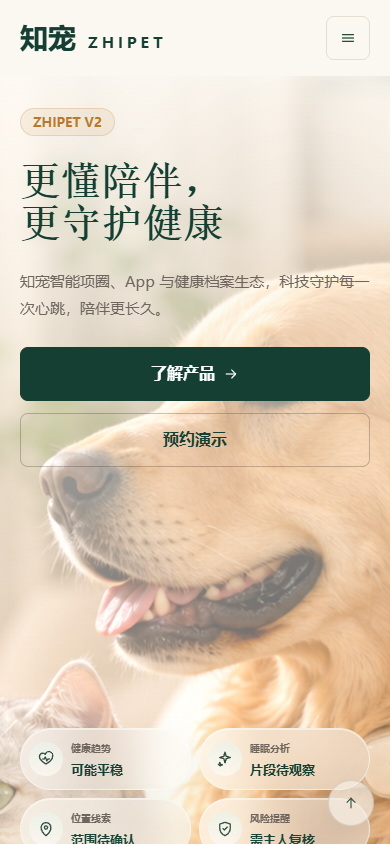 知宠 ZHIPET
ZHIPET V2
更懂陪伴，
更守护健康
知宠智能项圈、App 与健康档案生态，科技守护每一
次心跳，陪伴更长久。
了解产品 →
预约演示
健康趋势
可能平稳
睡眠分析
片段待观察
位置线索
范围待确认
风险提醒
需主人复核